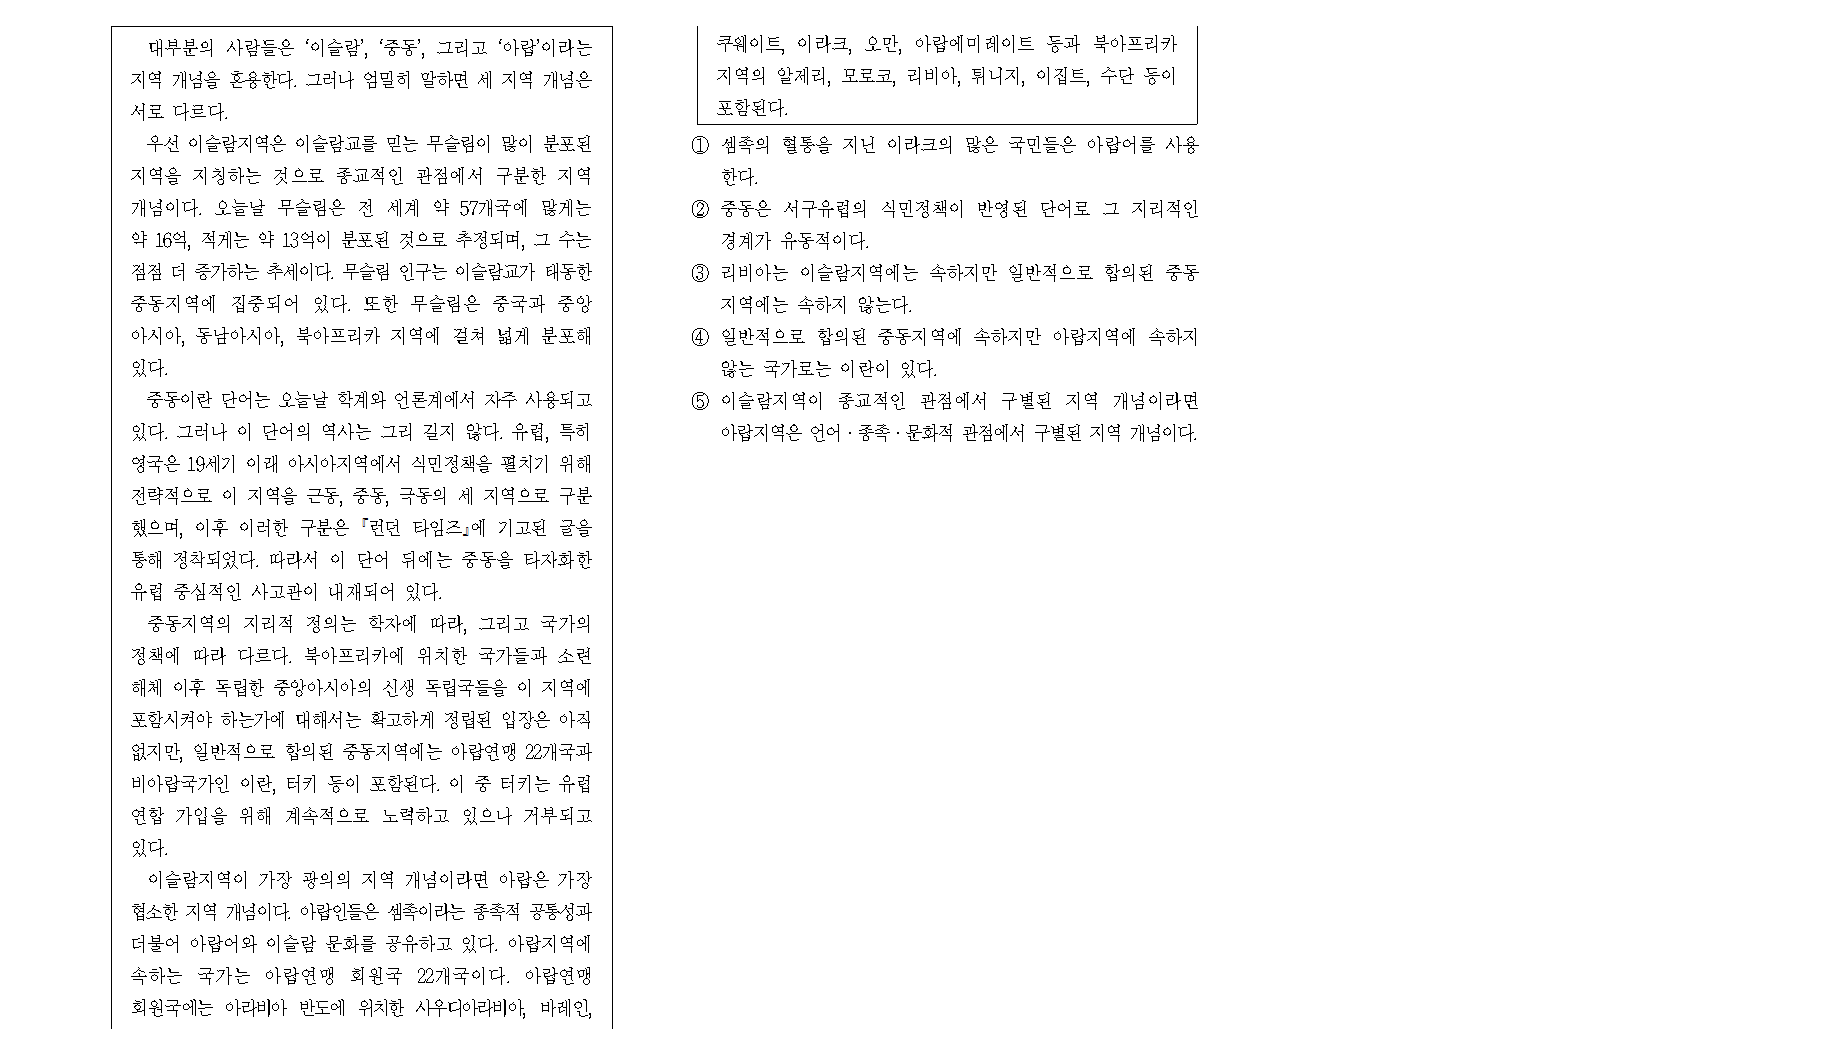 대부분의 사람들은 ‘이슬람’, ‘중동’, 그리고 ‘아랍’이라는
지역 개념을 혼용한다. 그러나 엄밀히 말하면 세 지역 개념은
서로 다르다.
우선 이슬람지역은 이슬람교를 믿는 무슬림이 많이 분포된
지역을 지칭하는 것으로 종교적인 관점에서 구분한 지역
개념이다. 오늘날 무슬림은 전 세계 약 57개국에 많게는
약 16억, 적게는 약 13억이 분포된 것으로 추정되며, 그 수는
점점 더 증가하는 추세이다. 무슬림 인구는 이슬람교가 태동한
중동지역에 집중되어 있다. 또한 무슬림은 중국과 중앙
아시아, 동남아시아, 북아프리카 지역에 걸쳐 넓게 분포해
있다.
중동이란 단어는 오늘날 학계와 언론계에서 자주 사용되고
있다. 그러나 이 단어의 역사는 그리 길지 않다. 유럽, 특히
영국은 19세기 이래 아시아지역에서 식민정책을 펼치기 위해
전략적으로 이 지역을 근동, 중동, 극동의 세 지역으로 구분
했으며, 이후 이러한 구분은 『런던 타임즈』에 기고된 글을
통해 정착되었다. 따라서 이 단어 뒤에는 중동을 타자화한
유럽 중심적인 사고관이 내재되어 있다.
중동지역의 지리적 정의는 학자에 따라, 그리고 국가의
정책에 따라 다르다. 북아프리카에 위치한 국가들과 소련
해체 이후 독립한 중앙아시아의 신생 독립국들을 이 지역에
포함시켜야 하는가에 대해서는 확고하게 정립된 입장은 아직
없지만, 일반적으로 합의된 중동지역에는 아랍연맹 22개국과
비아랍국가인 이란, 터키 등이 포함된다. 이 중 터키는 유럽
연합 가입을 위해 계속적으로 노력하고 있으나 거부되고
있다.
이슬람지역이 가장 광의의 지역 개념이라면 아랍은 가장
협소한 지역 개념이다. 아랍인들은 셈족이라는 종족적 공통성과
더불어 아랍어와 이슬람 문화를 공유하고 있다. 아랍지역에
속하는 국가는 아랍연맹 회원국 22개국이다. 아랍연맹
회원국에는 아라비아 반도에 위치한 사우디아라비아, 바레인,
쿠웨이트, 이라크, 오만, 아랍에미레이트 등과 북아프리카
지역의 알제리, 모로코, 리비아, 튀니지, 이집트, 수단 등이
포함된다.
① 셈족의 혈통을 지닌 이라크의 많은 국민들은 아랍어를 사용
한다.
② 중동은 서구유럽의 식민정책이 반영된 단어로 그 지리적인
경계가 유동적이다.
③ 리비아는 이슬람지역에는 속하지만 일반적으로 합의된 중동
지역에는 속하지 않는다.
④ 일반적으로 합의된 중동지역에 속하지만 아랍지역에 속하지
않는 국가로는 이란이 있다.
⑤ 이슬람지역이 종교적인 관점에서 구별된 지역 개념이라면
아랍지역은 언어·종족·문화적 관점에서 구별된 지역 개념이다.